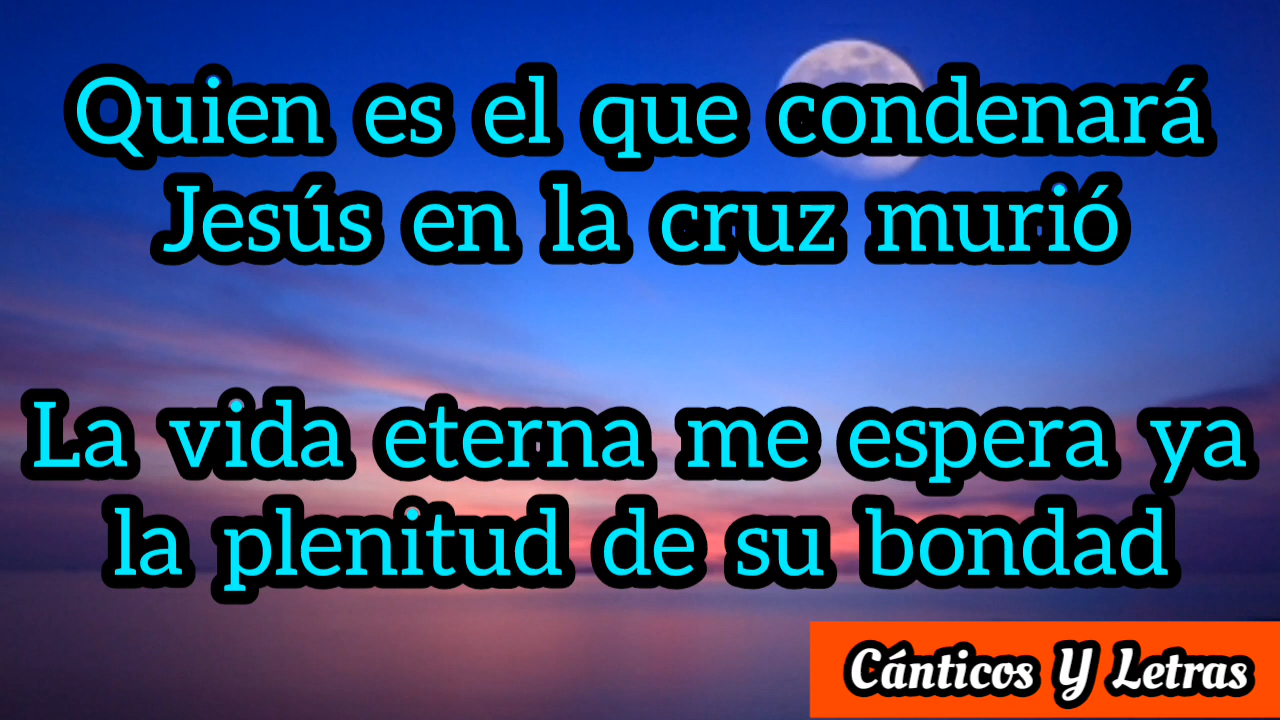 Quien es el que condenará
Jesús en la cruz murió
La vida eterna me espera ya
la plenitud de su bondad
Cánticos Y Letras